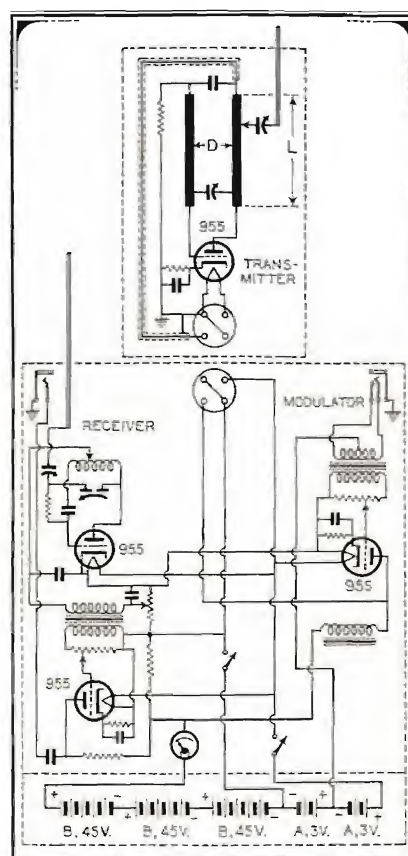 D
L
955
TRANS-
MITTER
RECEIVER
MODULATOR
955
955
955
B, 45V.
B, 45V.
B, 45V.
A, 3V.
A, 3V.